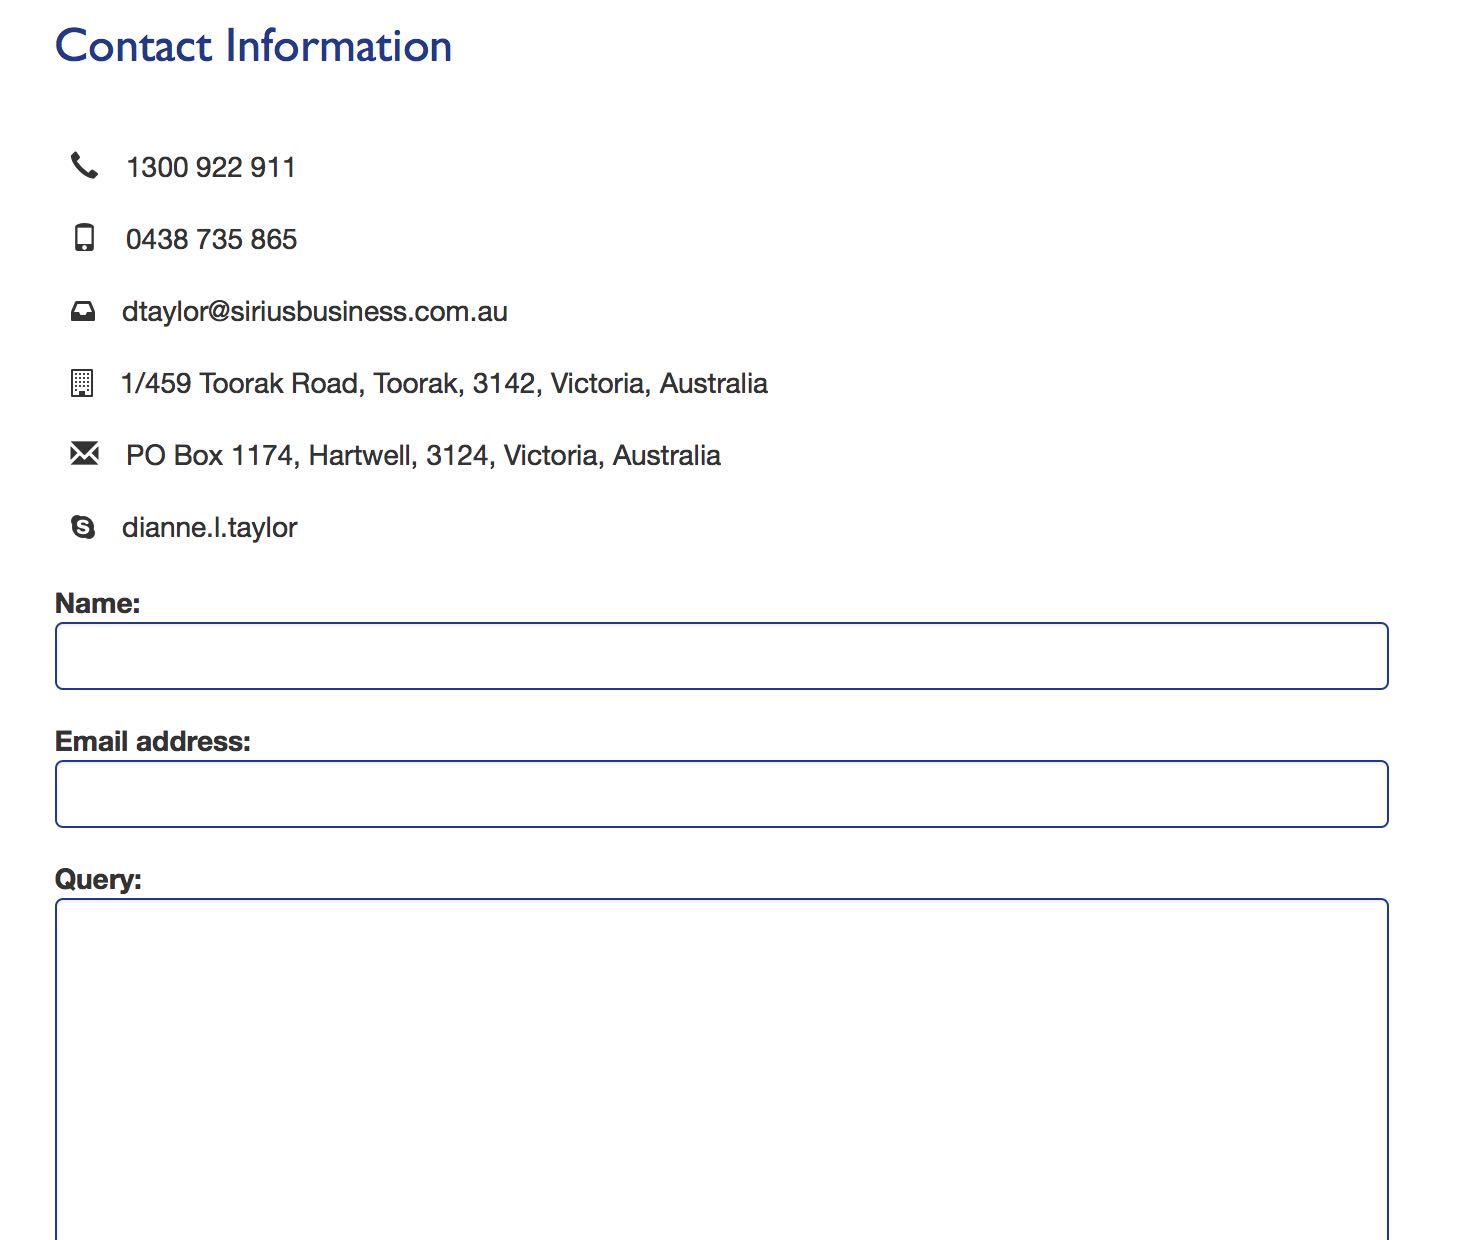 Contact Information
1300 922 911
0438 735 865
dtaylor@siriusbusiness.com.au
1/459 Toorak Road, Toorak, 3142, Victoria, Australia
PO Box 1174, Hartwell, 3124, Victoria, Australia
dianne.l.taylor
Name:
Email address:
Query: